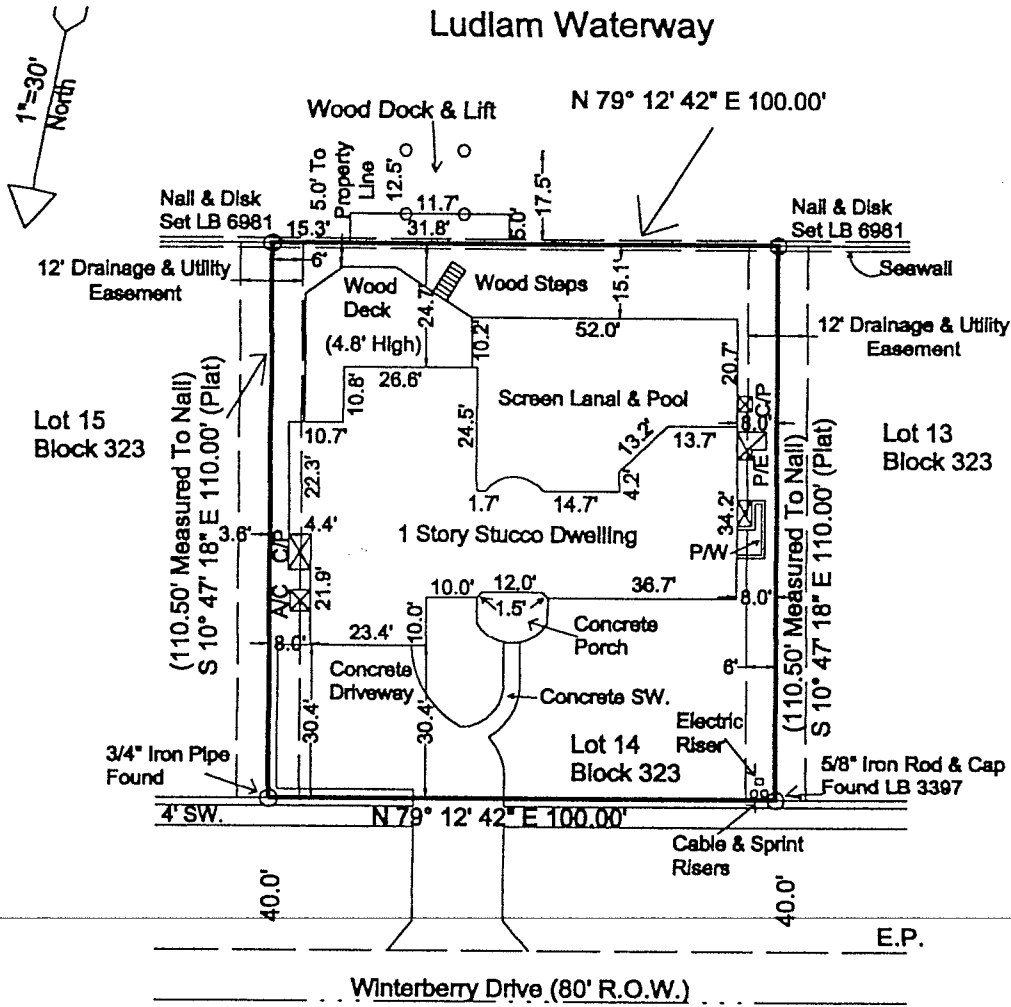 Ludlam Waterway
1"=30'
North
Wood Dock & Lift
N 79° 12' 42" E 100.00'
5.0' To
Property
Line
12.5'
17.5'
11.7'
31.8'
5.0'
Nail & Disk
Set LB 6981
15.3'
Nail & Disk
Set LB 6981
6'
Seawall
12' Drainage & Utility
Easement
Wood
Deck
24.7'
Wood Steps
15.1'
12' Drainage & Utility
Easement
(4.8' High)
10.2'
52.0'
20.7'
26.6'
10.8'
Screen Lanai & Pool
C/P
Lot 15
Block 323
10.7'
24.5'
13.2'
13.7'
8.0'
Lot 13
Block 323
22.3'
P/E
4.2'
1.7'
14.7'
34.2'
3.6'
4.4'
C/P
1 Story Stucco Dwelling
P/W
(110.50' Measured To Nail)
S 10° 47' 18" E 110.00' (Plat)
(110.50' Measured To Nail)
S 10° 47' 18" E 110.00' (Plat)
A/C
21.9'
10.0'
12.0'
36.7'
8.0'
1.5'
10.0'
23.4'
8.0'
Concrete
Porch
Concrete
Driveway
6'
Concrete SW.
30.4'
30.4'
Electric
Riser
Lot 14
Block 323
3/4" Iron Pipe
Found
5/8" Iron Rod & Cap
Found LB 3397
4' SW.
N 79° 12' 42" E 100.00'
Cable & Sprint
Risers
40.0'
40.0'
E.P.
Winterberry Drive (80' R.O.W.)